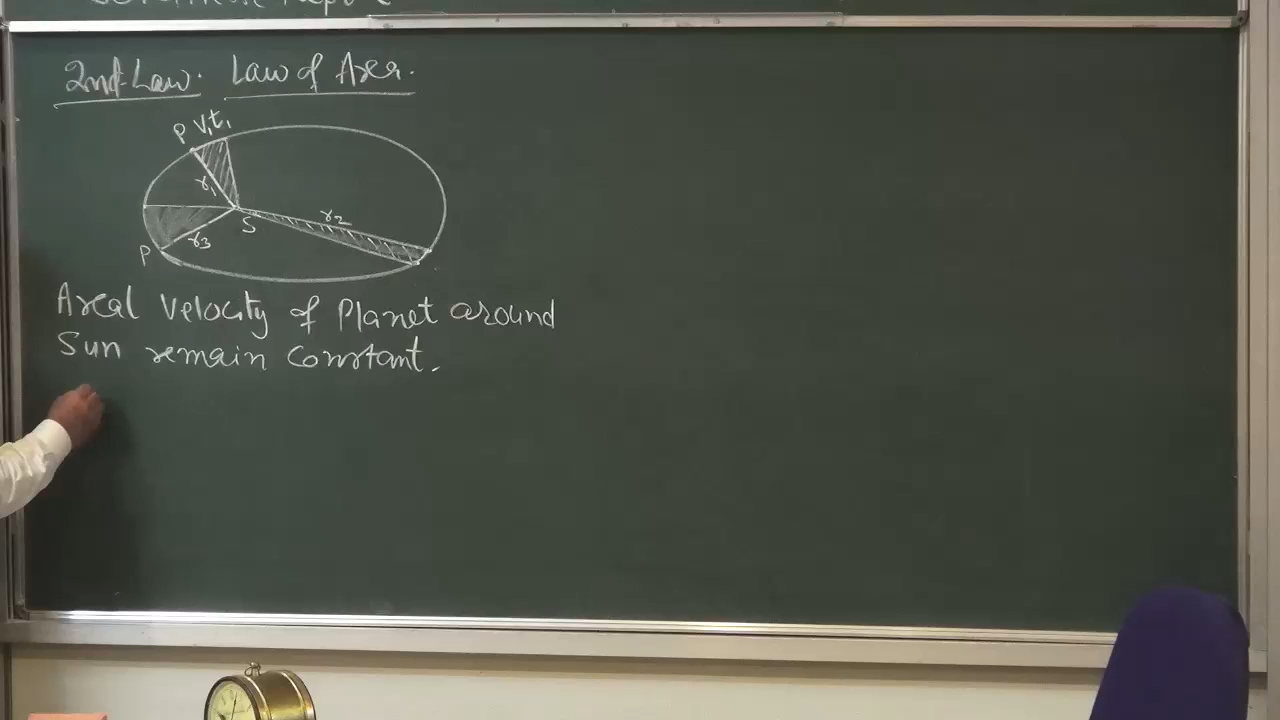 2nd Law. Law of Area.
P V₁t₁
r₁
r₂
S
r₃
P
Areal Velocity of Planet around
Sun remain constant.